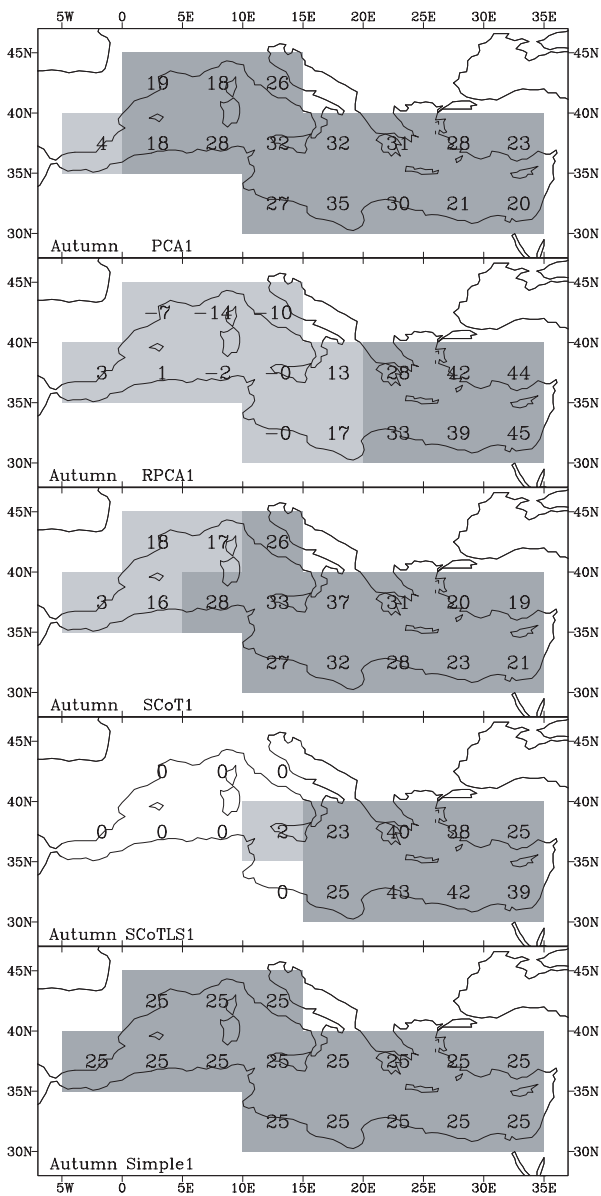 5W 0 5E 10E 15E 20E 25E 30E 35E
45N 45N
19 18 26
40N 40N
4 18 28 32 32 31 28 23
35N 35N
27 35 30 21 20
30N 30N
Autumn PCA1
45N 45N
−7 −14 −10
40N 40N
3 1 −2 −0 13 28 42 44
35N 35N
−0 17 33 39 45
30N 30N
Autumn RPCA1
45N 45N
18 17 26
40N 40N
3 16 28 33 37 31 20 19
35N 35N
27 32 28 23 21
30N 30N
Autumn SCoT1
45N 45N
0 0 0
40N 40N
0 0 0 2 23 40 38 25
35N 35N
0 25 43 42 39
30N 30N
Autumn SCoTLS1
45N 45N
25 25 25
40N 40N
25 25 25 25 25 25 25 25
35N 35N
25 25 25 25 25
30N 30N
Autumn Simple1
5W 0 5E 10E 15E 20E 25E 30E 35E